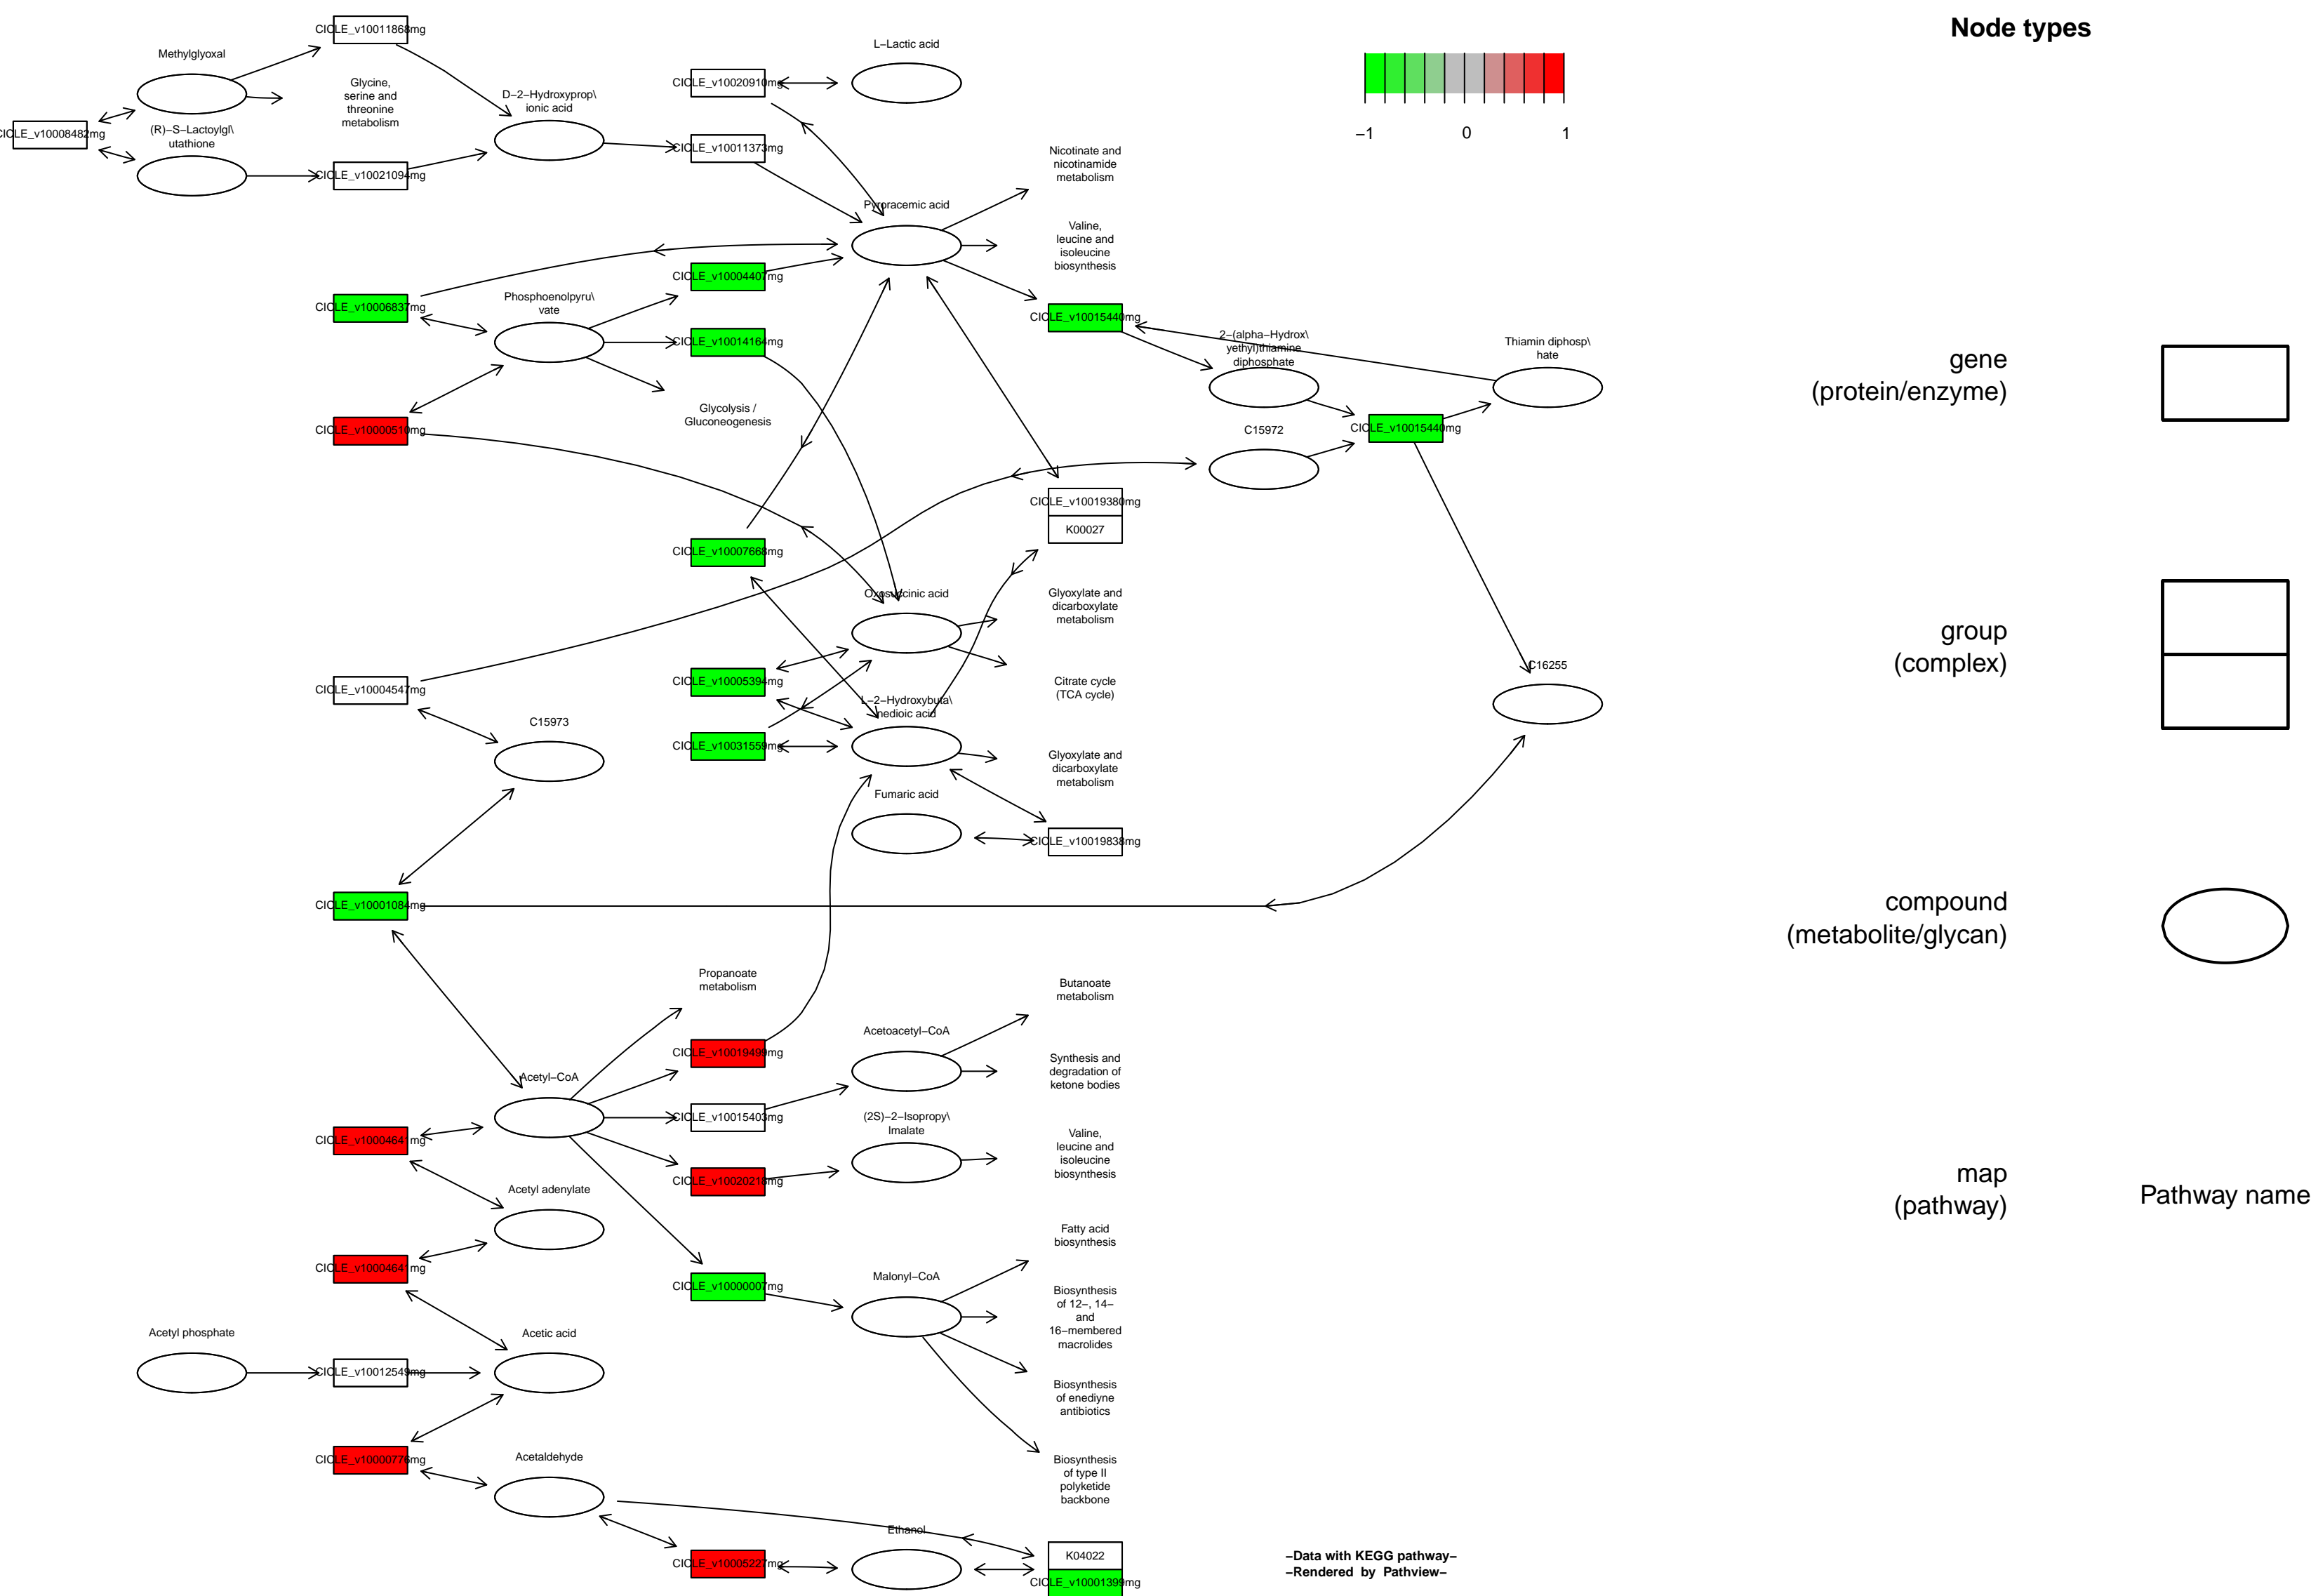 CICLE_v10011868mg
Methylglyoxal
L−Lactic acid
Node types
CICLE_v10020910mg
Glycine,
serine and
threonine
metabolism
D−2−Hydroxyprop\
ionic acid
−1
0
1
CICLE_v10008482mg
(R)−S−Lactoylgl\
utathione
CICLE_v10011373mg
Nicotinate and
nicotinamide
metabolism
CICLE_v10021094mg
Pyroracemic acid
Valine,
leucine and
isoleucine
biosynthesis
CICLE_v10004407mg
CICLE_v10006837mg
Phosphoenolpyru\
vate
CICLE_v10015440mg
CICLE_v10014164mg
2−(alpha−Hydrox\
yethyl)thiamine
diphosphate
Thiamin diphosp\
hate
gene
(protein/enzyme)
Glycolysis /
Gluconeogenesis
CICLE_v10000510mg
C15972
CICLE_v10015440mg
CICLE_v10019380mg
K00027
CICLE_v10007668mg
Oxosuccinic acid
Glyoxylate and
dicarboxylate
metabolism
group
(complex)
C16255
CICLE_v10005394mg
CICLE_v10004547mg
Citrate cycle
(TCA cycle)
L−2−Hydroxybuta\
nedioic acid
C15973
CICLE_v10031559mg
Glyoxylate and
dicarboxylate
metabolism
Fumaric acid
CICLE_v10019838mg
CICLE_v10001084mg
compound
(metabolite/glycan)
Propanoate
metabolism
Butanoate
metabolism
Acetoacetyl−CoA
CICLE_v10019499mg
Synthesis and
degradation of
ketone bodies
Acetyl−CoA
CICLE_v10015403mg
(2S)−2−Isopropy\
lmalate
CICLE_v10004641mg
Valine,
leucine and
isoleucine
biosynthesis
CICLE_v10020218mg
map
(pathway)
Pathway name
Acetyl adenylate
Fatty acid
biosynthesis
CICLE_v10004641mg
CICLE_v10000007mg
Malonyl−CoA
Biosynthesis
of 12−, 14−
and
16−membered
macrolides
Acetyl phosphate
Acetic acid
CICLE_v10012549mg
Biosynthesis
of enediyne
antibiotics
CICLE_v10000776mg
Acetaldehyde
Biosynthesis
of type II
polyketide
backbone
Ethanol
CICLE_v10005227mg
K04022
CICLE_v10001399mg
−Data with KEGG pathway−
−Rendered by Pathview−